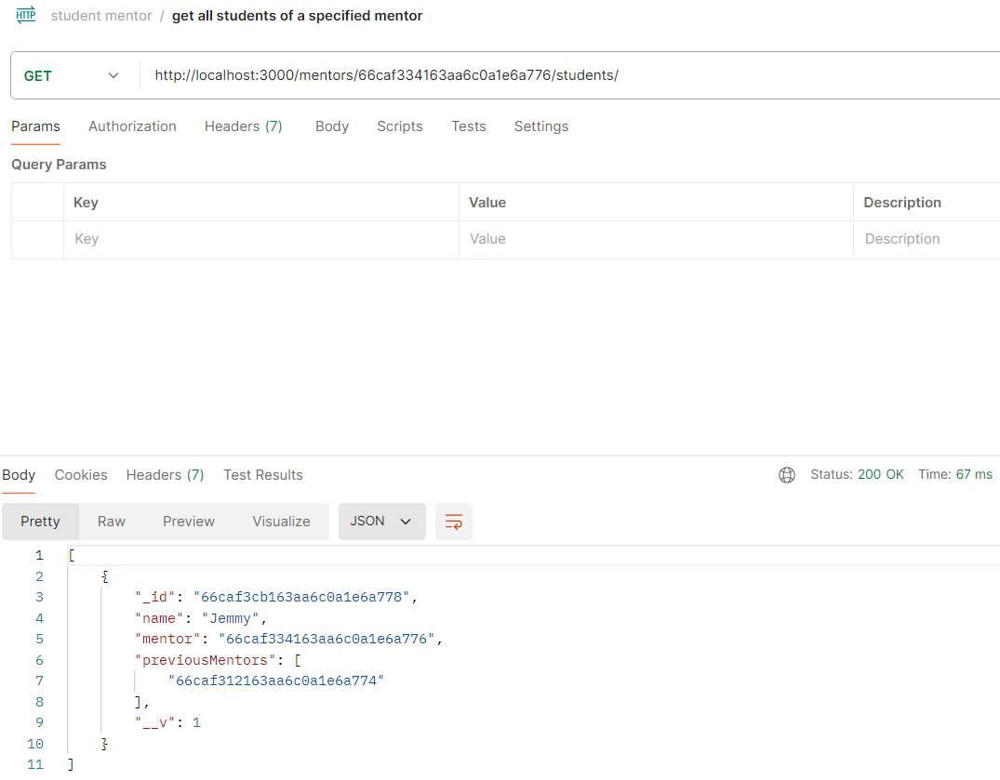 HTTP student mentor / get all students of a specified mentor
GET http://localhost:3000/mentors/66caf334163aa6c0a1e6a776/students/
Params Authorization Headers (7) Body Scripts Tests Settings
Query Params
Key Value Description
Key Value Description
Body Cookies Headers (7) Test Results Status: 200 OK Time: 67 ms
Pretty Raw Preview Visualize JSON
1 [
2 {
3 "_id": "66caf3cb163aa6c0a1e6a778",
4 "name": "Jemmy",
5 "mentor": "66caf334163aa6c0a1e6a776",
6 "previousMentors": [
7 "66caf312163aa6c0a1e6a774"
8 ],
9 "__v": 1
10 }
11 ]